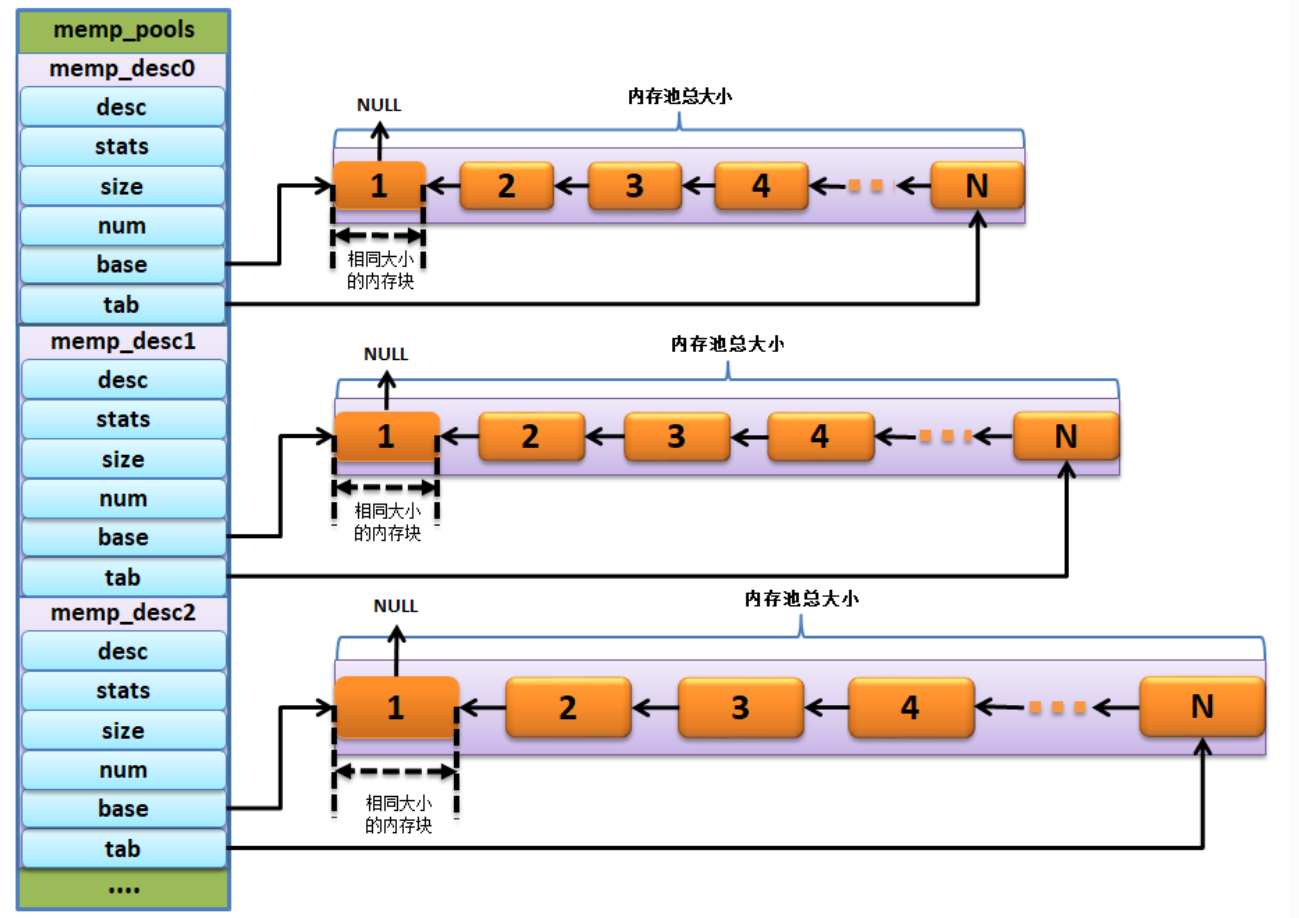 memp_pools
memp_desc0
desc
stats
size
num
base
tab
memp_desc1
desc
stats
size
num
base
tab
memp_desc2
desc
stats
size
num
base
tab
....
内存池总大小
NULL
1
2
3
4
N
相同大小
的内存块
内存池总大小
NULL
1
2
3
4
N
相同大小
的内存块
内存池总大小
NULL
1
2
3
4
N
相同大小
的内存块